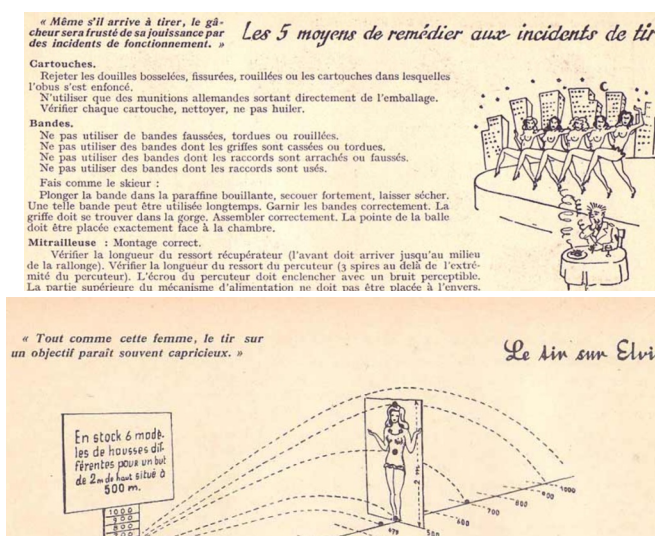 « Même s'il arrive à tirer, le gâ-
cheur sera frusté de sa jouissance par
des incidents de fonctionnement. »
Les 5 moyens de remédier aux incidents de tir
Cartouches.
Rejeter les douilles bosselées, fissurées, rouillées ou les cartouches dans lesquelles
l'obus s'est enfoncé.
N'utiliser que des munitions allemandes sortant directement de l'emballage.
Vérifier chaque cartouche, nettoyer, ne pas huiler.
Bandes.
Ne pas utiliser de bandes faussées, tordues ou rouillées.
Ne pas utiliser des bandes dont les griffes sont cassées ou tordues.
Ne pas utiliser des bandes dont les raccords sont arrachés ou faussés.
Ne pas utiliser des bandes dont les raccords sont usés.
Fais comme le skieur :
Plonger la bande dans la paraffine bouillante, secouer fortement, laisser sécher.
Une telle bande peut être utilisée longtemps. Garnir les bandes correctement. La
griffe doit se trouver dans la gorge. Assembler correctement. La pointe de la balle
doit être placée exactement face à la chambre.
Mitrailleuse : Montage correct.
Vérifier la longueur du ressort récupérateur (l'avant doit arriver jusqu'au milieu
de la rallonge). Vérifier la longueur du ressort du percuteur (3 spires au delà de l'extré-
mité du percuteur). L'écrou du percuteur doit enclencher avec un bruit perceptible.
La partie supérieure du mécanisme d'alimentation ne doit pas être placée à l'envers.
« Tout comme cette femme, le tir sur
un objectif paraît souvent capricieux. »
Le tir sur Elvi
En stock 6 modè-
les de hausses dif-
férentes pour un but
de 2m de haut situé à
500 m.
1000
900
800
2 m.
475
500
600
700
800
900
1000